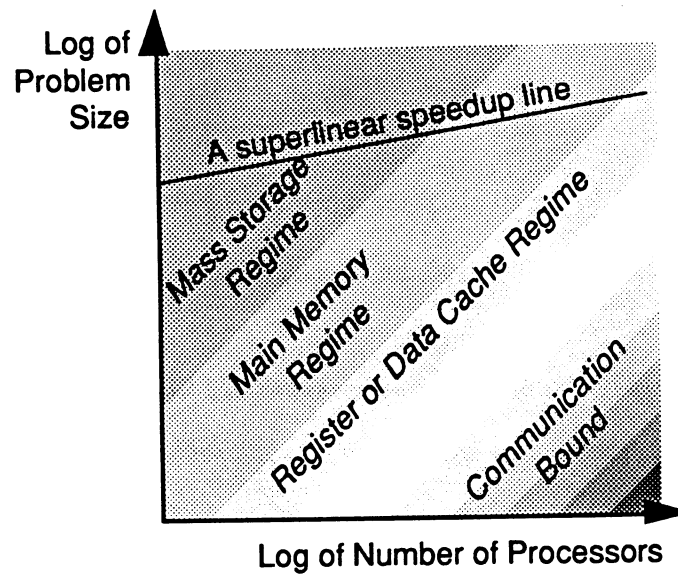 Log of
Problem
Size
A superlinear speedup line
Mass Storage
Regime
Main Memory
Regime
Register or Data Cache Regime
Communication
Bound
Log of Number of Processors